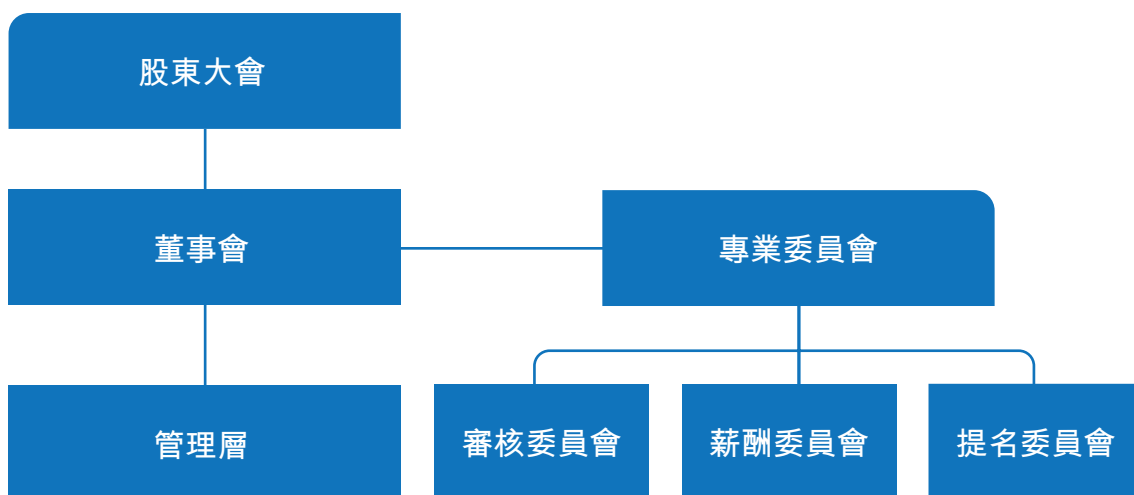 股東大會
董事會
專業委員會
管理層
審核委員會
薪酬委員會
提名委員會